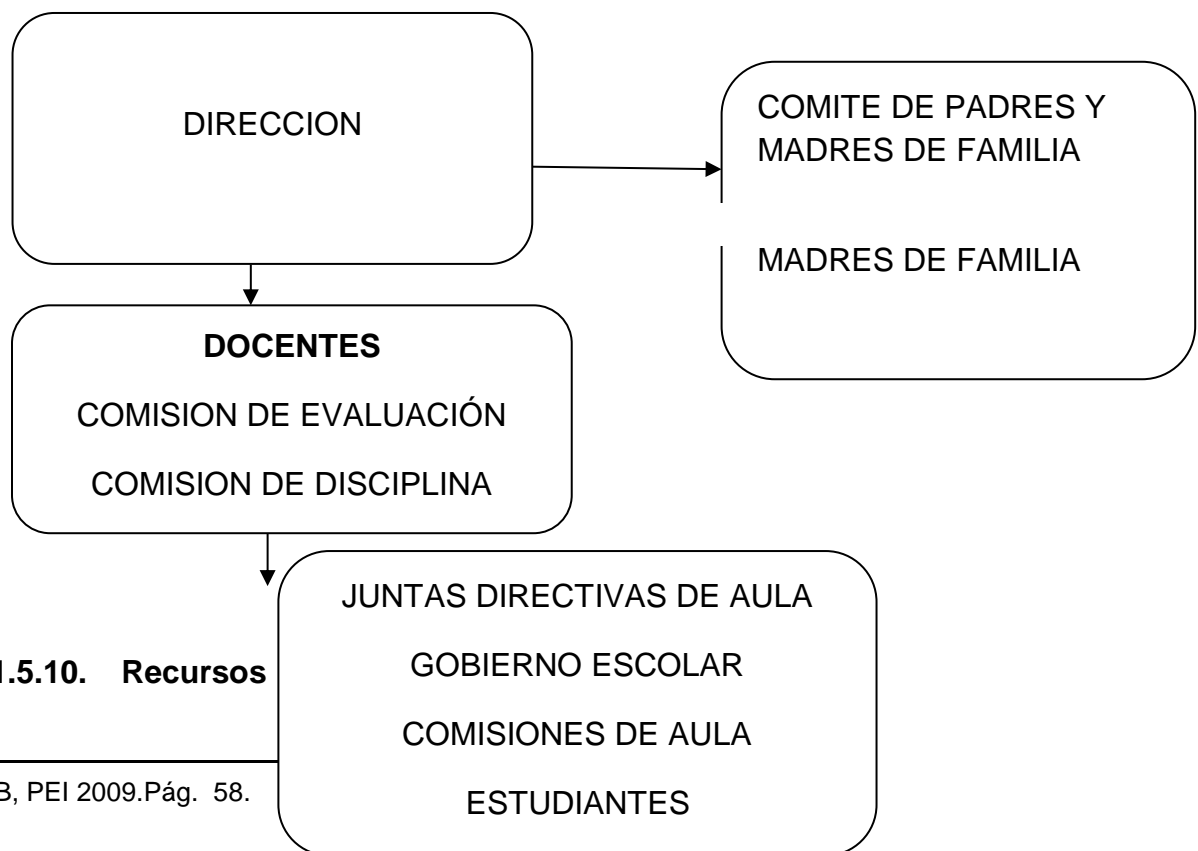 DIRECCION
COMITE DE PADRES Y
MADRES DE FAMILIA
MADRES DE FAMILIA
DOCENTES
COMISION DE EVALUACIÓN
COMISION DE DISCIPLINA
JUNTAS DIRECTIVAS DE AULA
GOBIERNO ESCOLAR
COMISIONES DE AULA
ESTUDIANTES
1.5.10. Recursos
B, PEI 2009.Pág. 58.